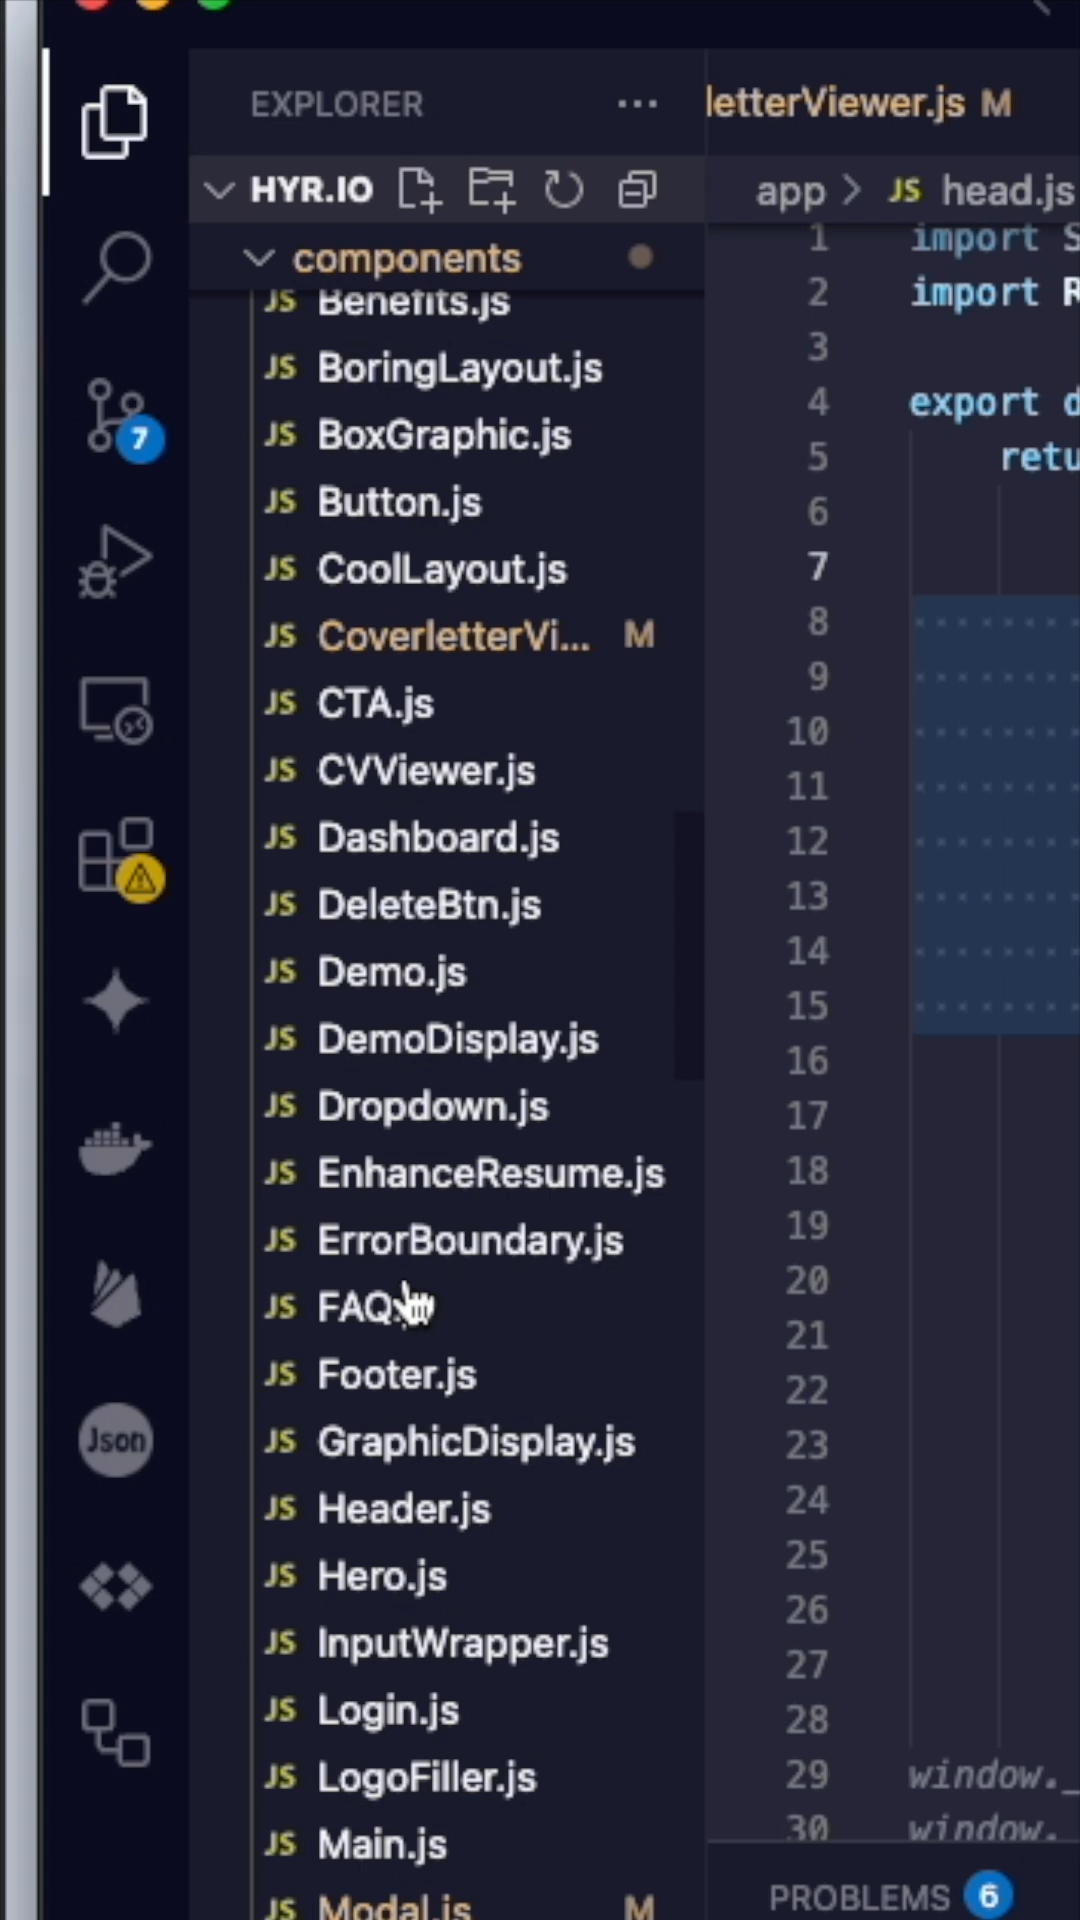 EXPLORER
letterViewer.js M
HYR.IO
app > JS head.js
components
JS Benefits.js
JS BoringLayout.js
JS BoxGraphic.js
JS Button.js
JS CoolLayout.js
JS CoverletterVi... M
JS CTA.js
JS CVViewer.js
JS Dashboard.js
JS DeleteBtn.js
JS Demo.js
JS DemoDisplay.js
JS Dropdown.js
JS EnhanceResume.js
JS ErrorBoundary.js
JS FAQ
JS Footer.js
JS GraphicDisplay.js
JS Header.js
JS Hero.js
JS InputWrapper.js
JS Login.js
JS LogoFiller.js
JS Main.js
JS Modal.js M
7
Json
1 import S
2 import R
3
4 export d
5 retu
6
7
8
9
10
11
12
13
14
15
16
17
18
19
20
21
22
23
24
25
26
27
28
29 window._
30 window.
PROBLEMS 6